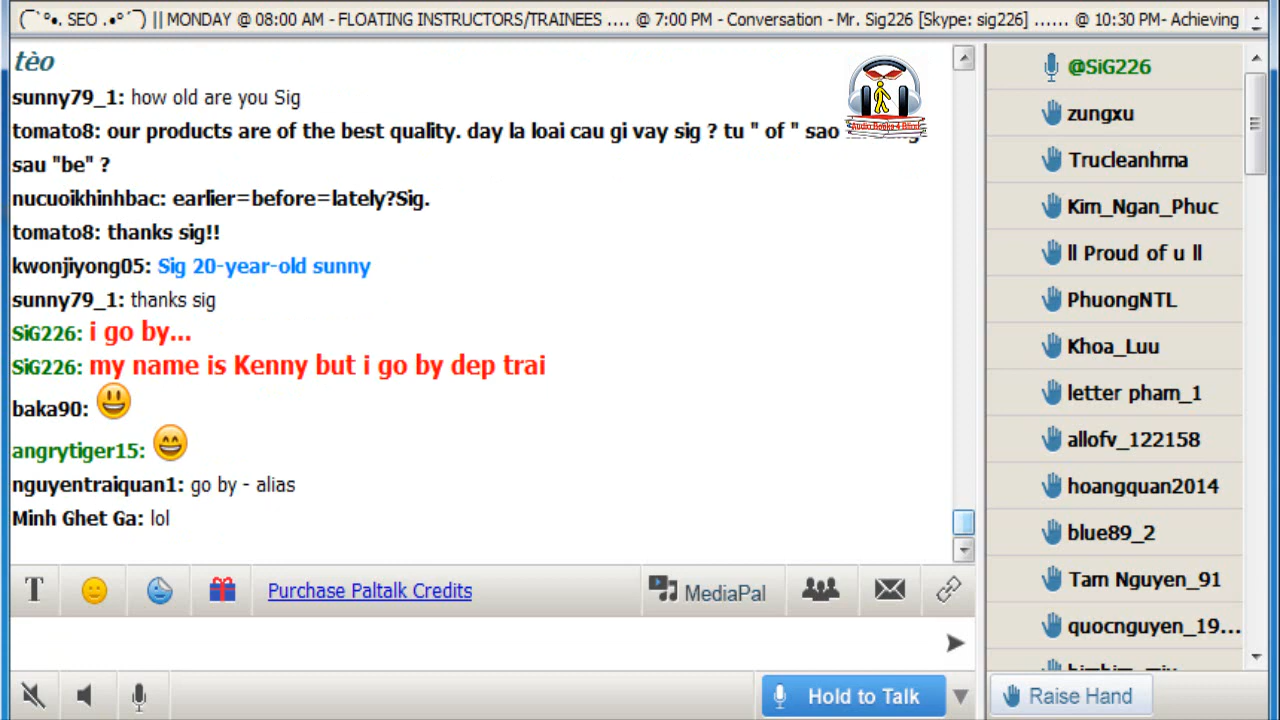 (¯`°•. SEO .•°´¯) || MONDAY @ 08:00 AM - FLOATING INSTRUCTORS/TRAINEES .... @ 7:00 PM - Conversation - Mr. Sig226 [Skype: sig226] ...... @ 10:30 PM- Achieving
tèo
sunny79_1: how old are you Sig
tomato8: our products are of the best quality. day la loai cau gi vay sig ? tu " of " sao
sau "be" ?
nucuoikhinhbac: earlier=before=lately?Sig.
tomato8: thanks sig!!
kwonjiyong05: Sig 20-year-old sunny
sunny79_1: thanks sig
SiG226: i go by...
SiG226: my name is Kenny but i go by dep trai
baka90:
angrytiger15:
nguyentraiquan1: go by - alias
Minh Ghet Ga: lol
Purchase Paltalk Credits
MediaPal
Hold to Talk
@SiG226
zungxu
Trucleanhma
Kim_Ngan_Phuc
ll Proud of u ll
PhuongNTL
Khoa_Luu
letter pham_1
allofv_122158
hoangquan2014
blue89_2
Tam Nguyen_91
quocnguyen_19...
Raise Hand